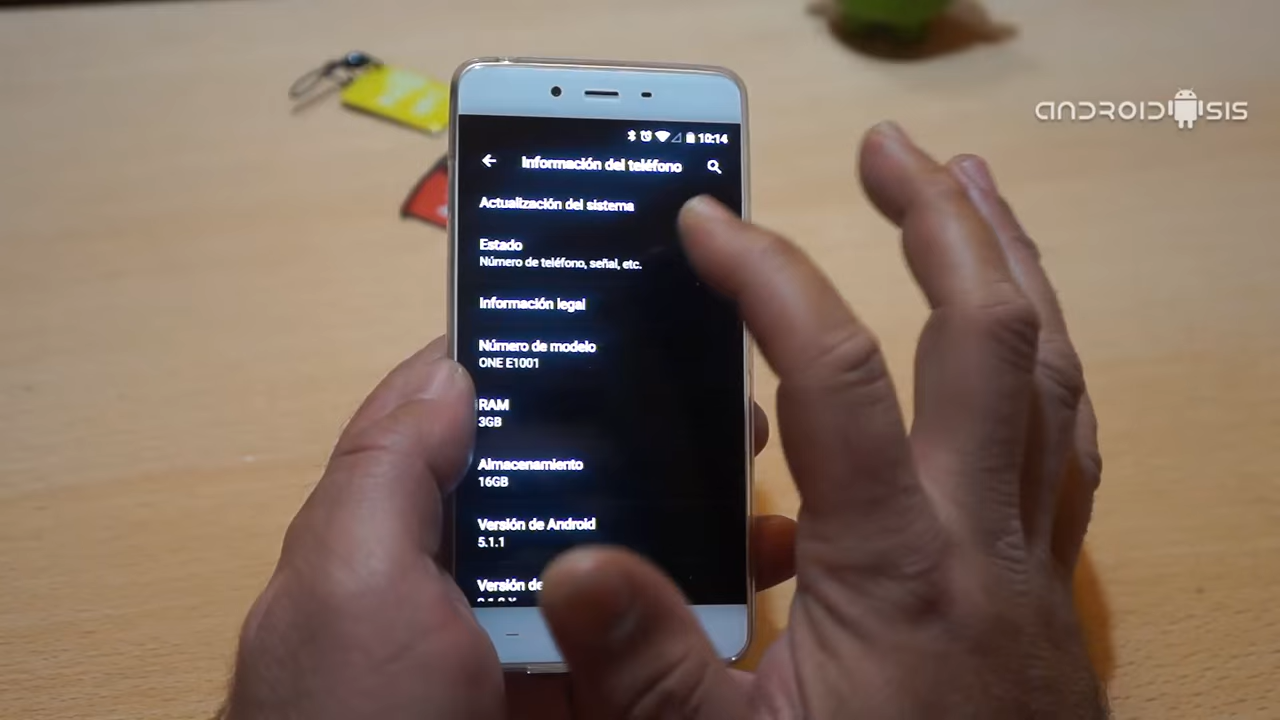 ANDROIDSIS
10:14
Información del teléfono
Actualización del sistema
Estado
Número de teléfono, señal, etc.
Información legal
Número de modelo
ONE E1001
RAM
3GB
Almacenamiento
16GB
Versión de Android
5.1.1
Versión de